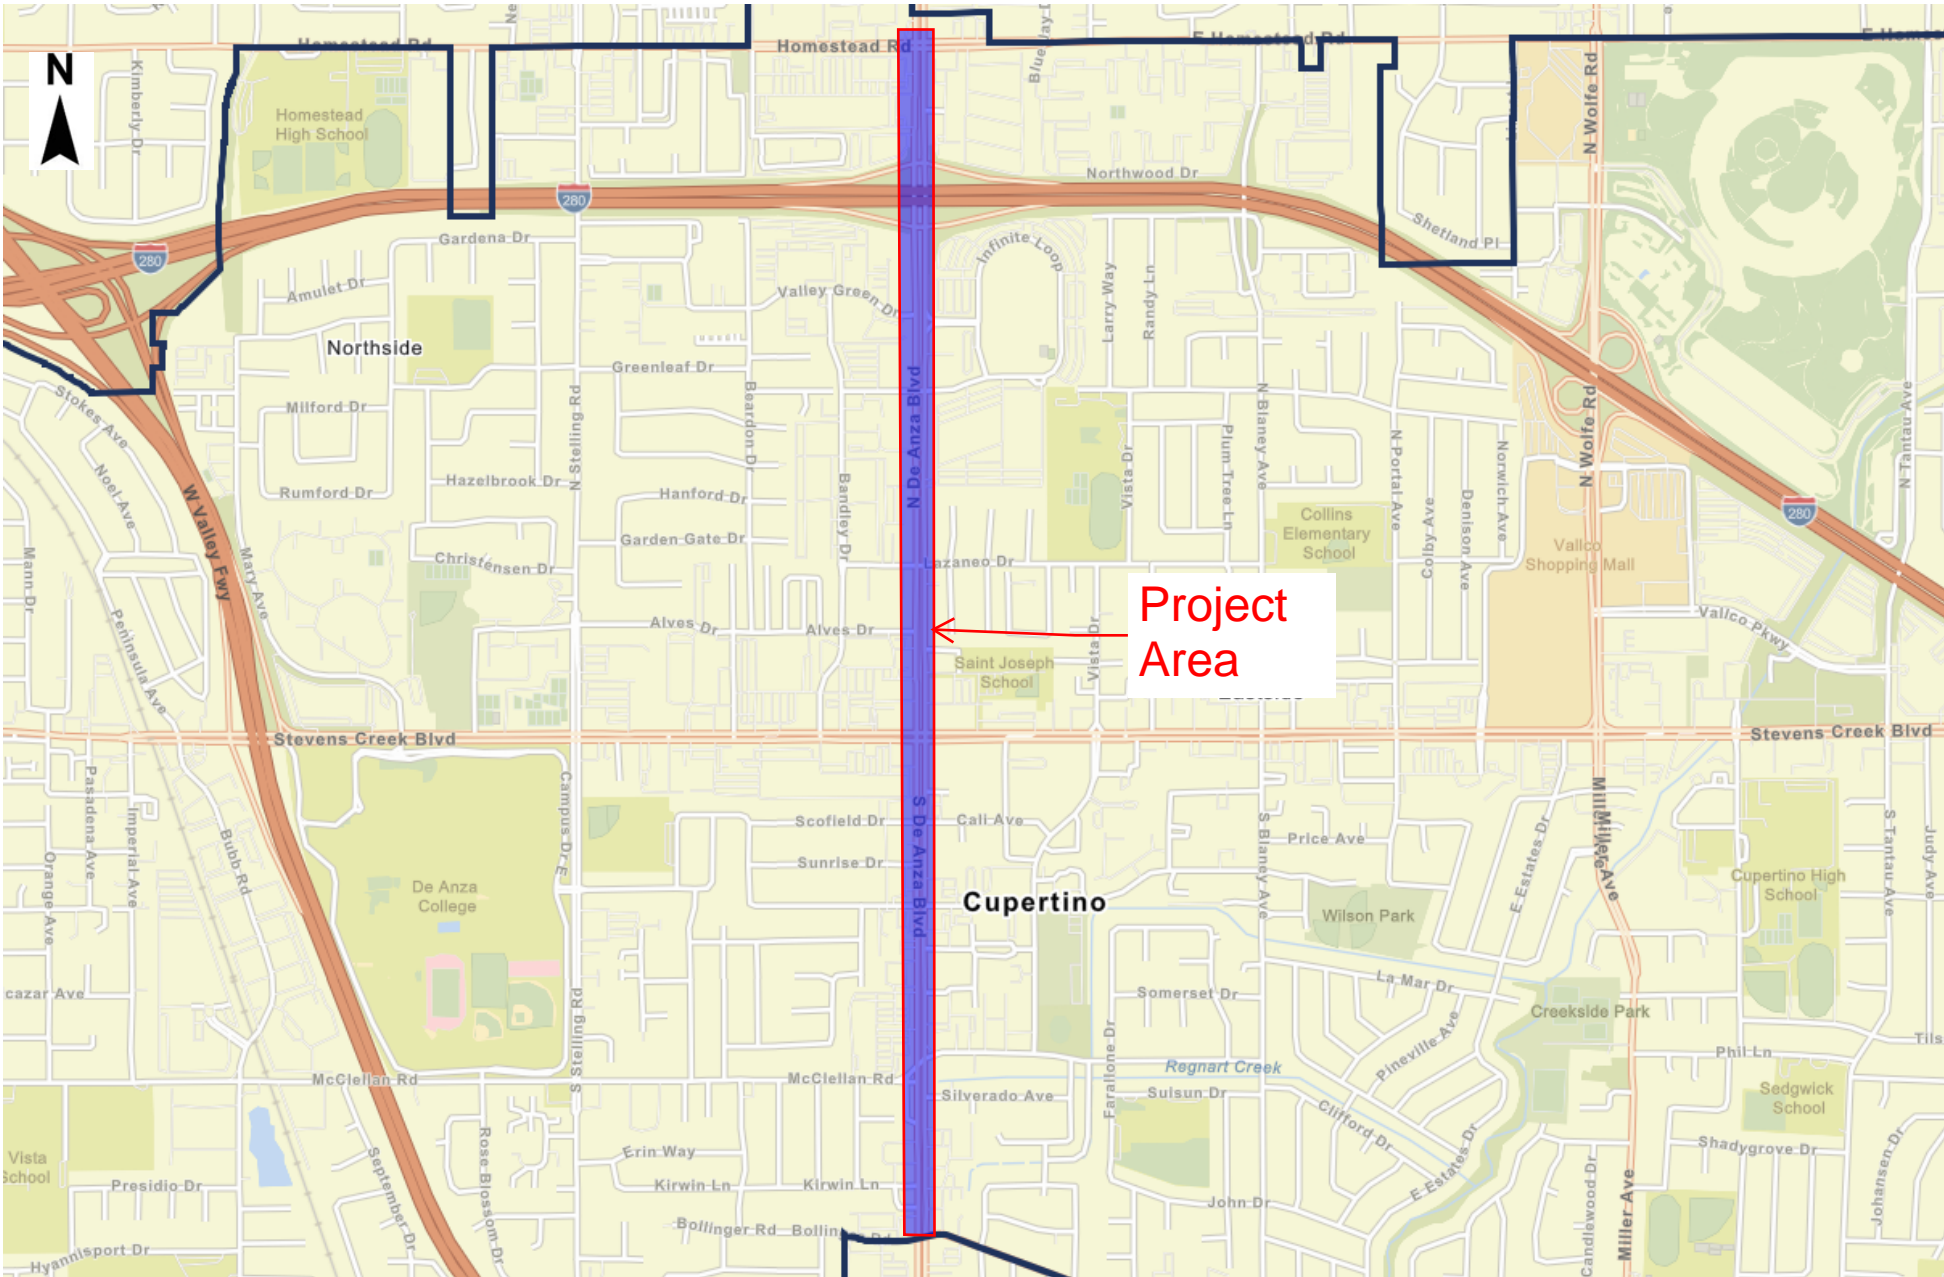 Homestead Rd
Homestead Rd
E Homestead Rd
N
Kimberly Dr
Homestead
High School
N Wolfe Rd
Northwood Dr
280
Shetland Pl
Gardena Dr
Infinite Loop
280
Amulet Dr
Valley Green Dr
Larry Way
Randy Ln
Northside
Greenleaf Dr
Stokes Ave
Milford Dr
N Stelling Rd
Beardon Dr
N De Anza Blvd
N Blaney Ave
N Wolfe Rd
N Tantau Ave
Noel Ave
Rumford Dr
Hazelbrook Dr
Hanford Dr
Bandley Dr
Vista Dr
Plum Tree Ln
N Portal Ave
Norwich Ave
Denison Ave
Colby Ave
280
W Valley Fwy
Collins
Elementary
School
Garden Gate Dr
Christensen Dr
Lazaneo Dr
Vallco
Shopping Mall
Mann Dr
Mary Ave
Project
Area
Peninsula Ave
Alves Dr
Alves Dr
Vista Dr
Vallco Pkwy
Saint Joseph
School
Stevens Creek Blvd
Stevens Creek Blvd
Pasadena Ave
Imperial Ave
Campus Dr E
Scofield Dr
S De Anza Blvd
Cali Ave
S Blaney Ave
Price Ave
E Estates Dr
Miller Ave
S Tantau Ave
Judy Ave
Orange Ave
Bubb Rd
Sunrise Dr
De Anza
College
Cupertino
Wilson Park
Cupertino High
School
cazar Ave
S Stelling Rd
Somerset Dr
La Mar Dr
Creekside Park
Farallone Dr
Pineville Ave
Regnart Creek
Phil Ln
Tils
McClellan Rd
McClellan Rd
Silverado Ave
Suisun Dr
Clifford Dr
Sedgwick
School
Erin Way
Shadygrove Dr
Vista
School
Presidio Dr
September Dr
Rose Blossom Dr
Kirwin Ln
Kirwin Ln
John Dr
E Estates Dr
Candlewood Dr
Miller Ave
Johansen Dr
Bollinger Rd
Hyannisport Dr